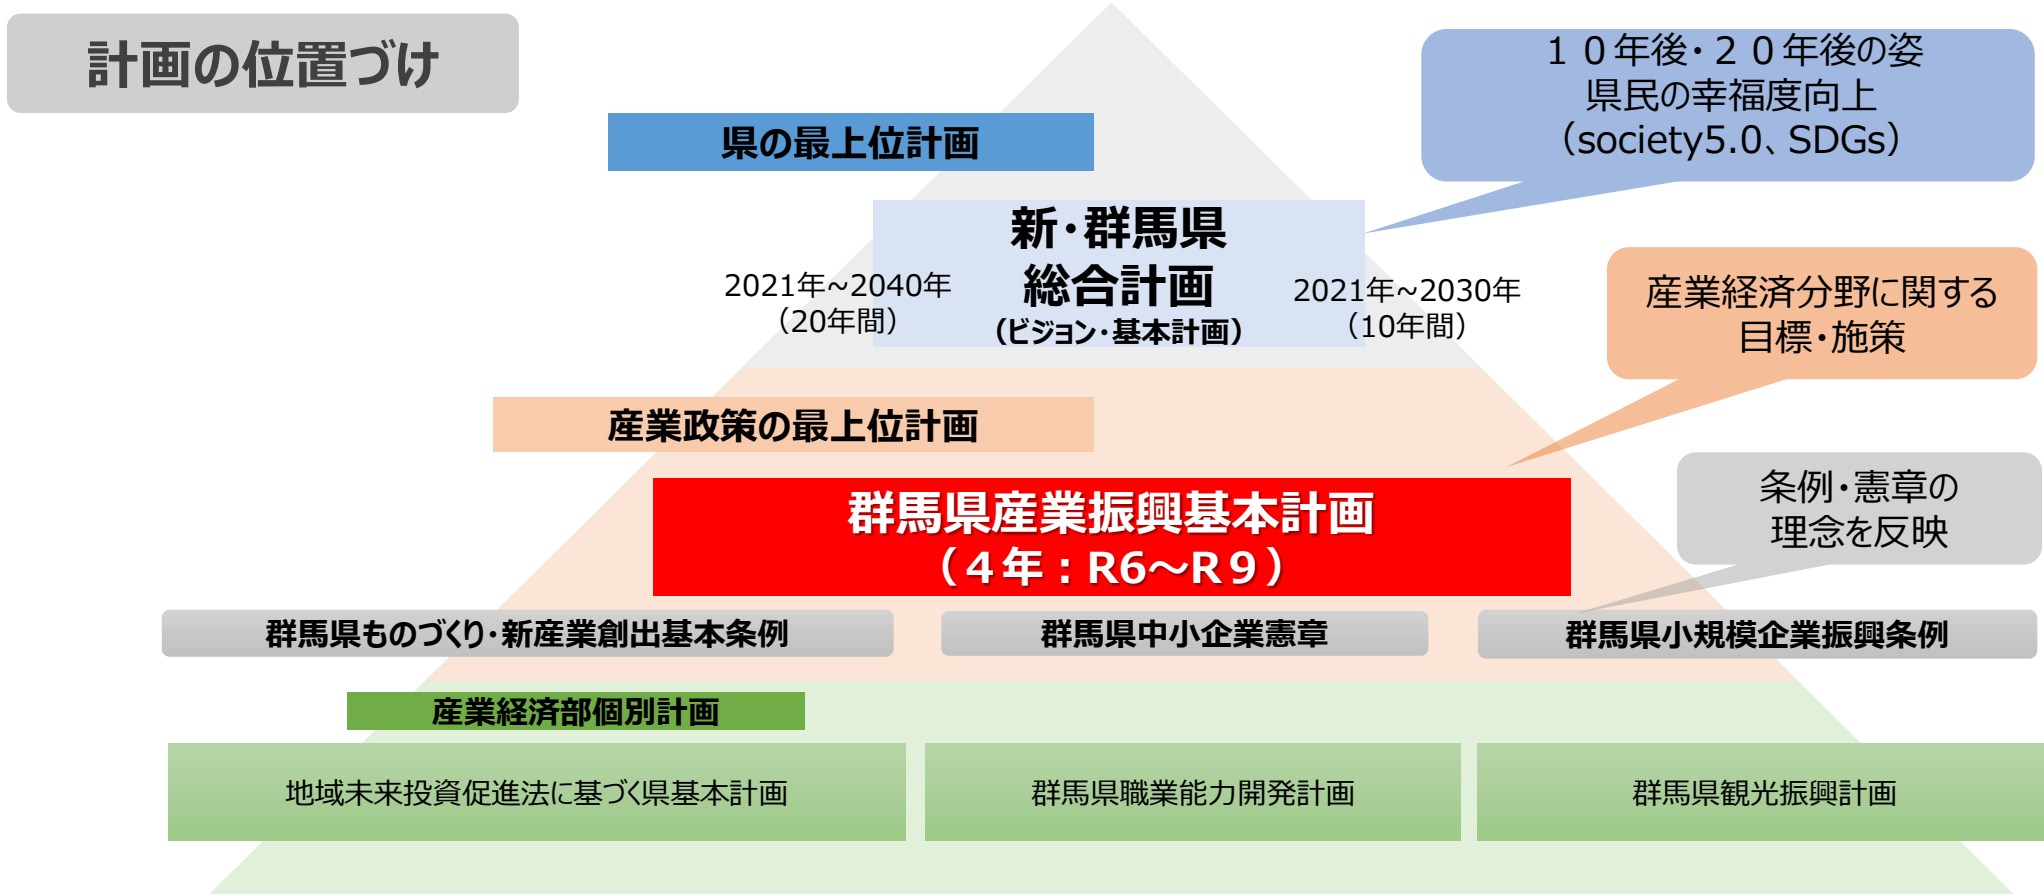 計画の位置づけ
１０年後・２０年後の姿
県民の幸福度向上
（society5.0、SDGs）
県の最上位計画
新・群馬県
総合計画
（ビジョン・基本計画）
2021年~2040年
（20年間）
2021年~2030年
（10年間）
産業経済分野に関する
目標・施策
産業政策の最上位計画
群馬県産業振興基本計画
（４年：R6～R９）
条例・憲章の
理念を反映
群馬県ものづくり・新産業創出基本条例
群馬県中小企業憲章
群馬県小規模企業振興条例
産業経済部個別計画
地域未来投資促進法に基づく県基本計画
群馬県職業能力開発計画
群馬県観光振興計画